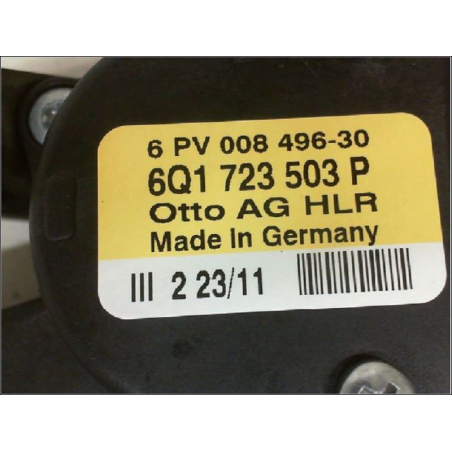 6 PV 008 496-30
6Q1 723 503 P
Otto AG HLR
Made In Germany
III 2 23/11